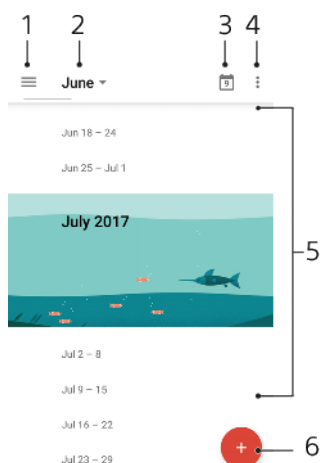 1 2 3 4
June 9
Jun 18 – 24
Jun 25 – Jul 1
July 2017
5
Jul 2 – 8
Jul 9 – 15
Jul 16 – 22
6
Jul 23 – 29